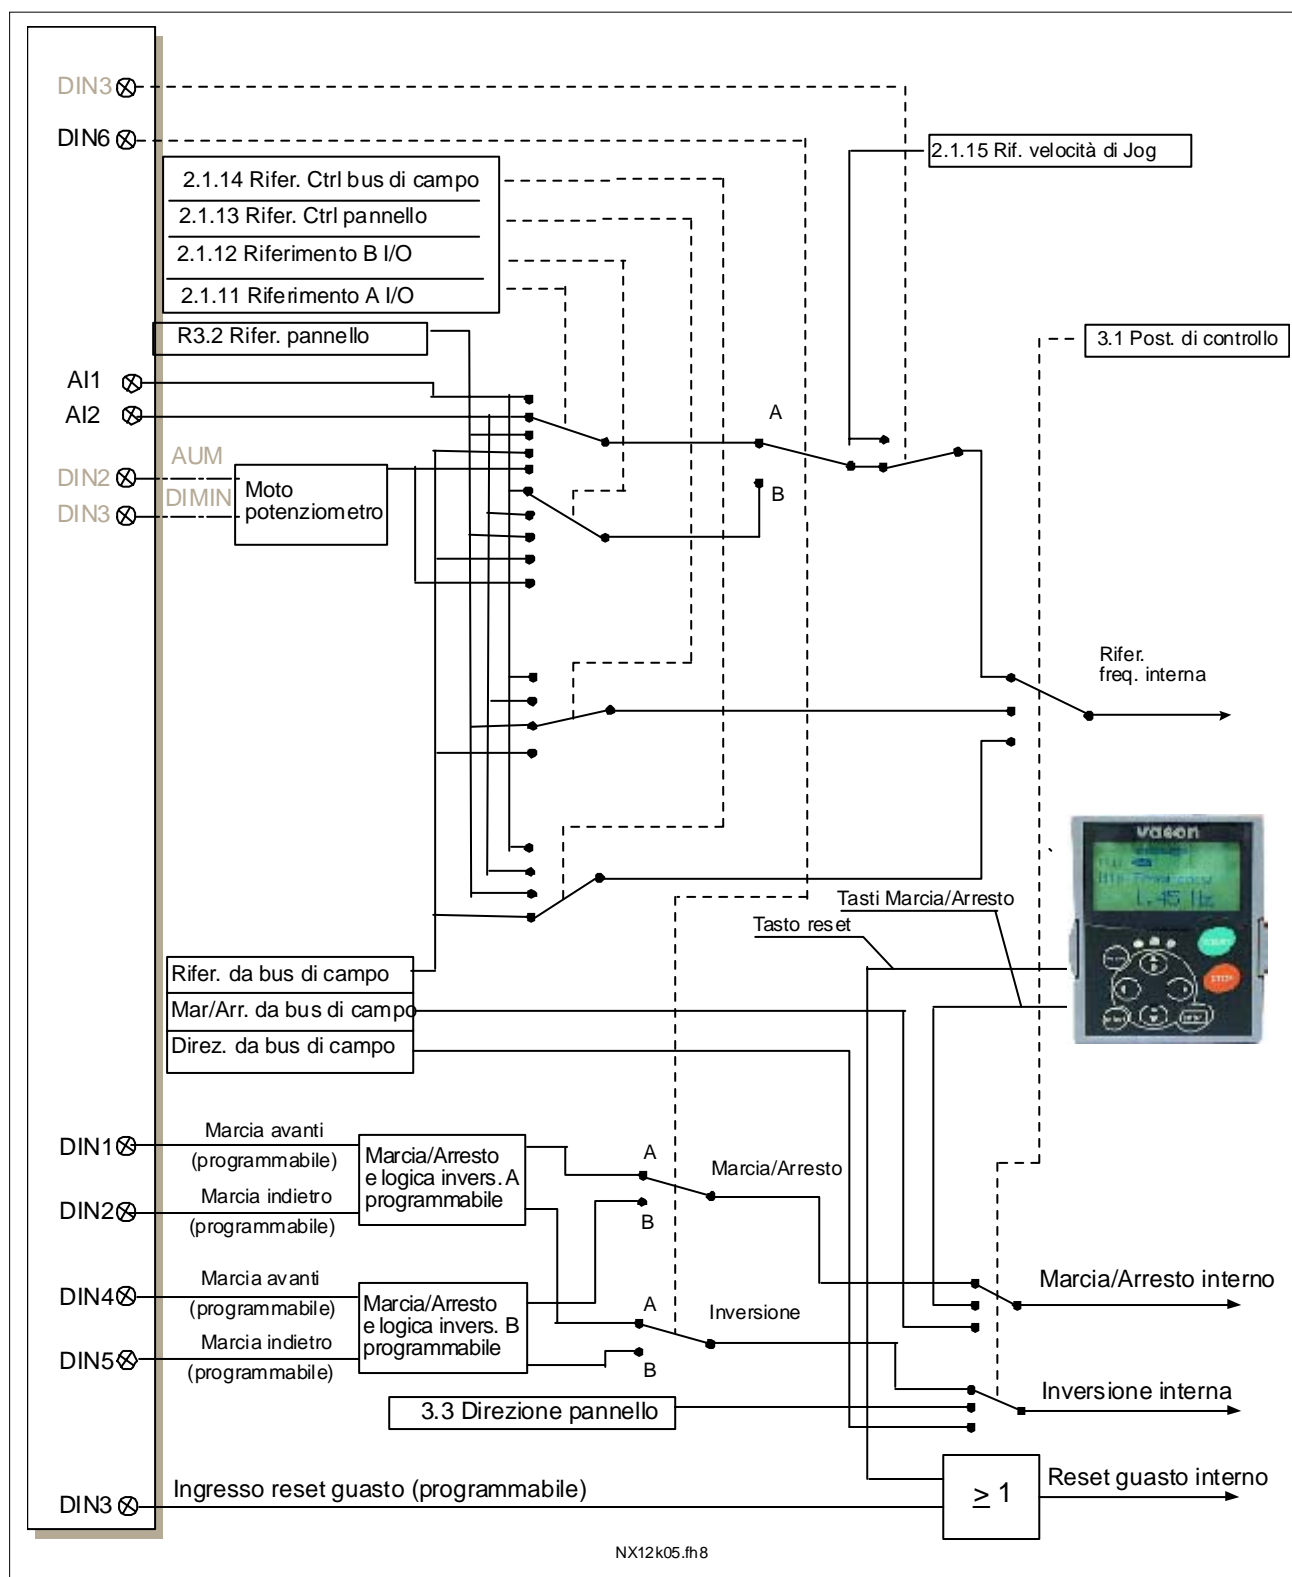 DIN3
DIN6
2.1.15 Rif. velocità di Jog
2.1.14 Rifer. Ctrl bus di campo
2.1.13 Rifer. Ctrl pannello
2.1.12 Riferimento B I/O
2.1.11 Riferimento A I/O
R3.2 Rifer. pannello
3.1 Post. di controllo
AI1
AI2
A
B
DIN2
AUM
DIN3
DIMIN
Moto
potenziometro
Rifer.
freq. interna
vacon
1.45 Hz
START
STOP
Tasti Marcia/Arresto
Tasto reset
Rifer. da bus di campo
Mar/Arr. da bus di campo
Direz. da bus di campo
DIN1
Marcia avanti
(programmabile)
DIN2
Marcia indietro
(programmabile)
Marcia/Arresto
e logica invers. A
programmabile
A
B
Marcia/Arresto
DIN4
Marcia avanti
(programmabile)
DIN5
Marcia indietro
(programmabile)
Marcia/Arresto
e logica invers. B
programmabile
A
B
Inversione
Marcia/Arresto interno
3.3 Direzione pannello
Inversione interna
DIN3
Ingresso reset guasto (programmabile)
≥ 1
Reset guasto interno
NX12k05.fh8